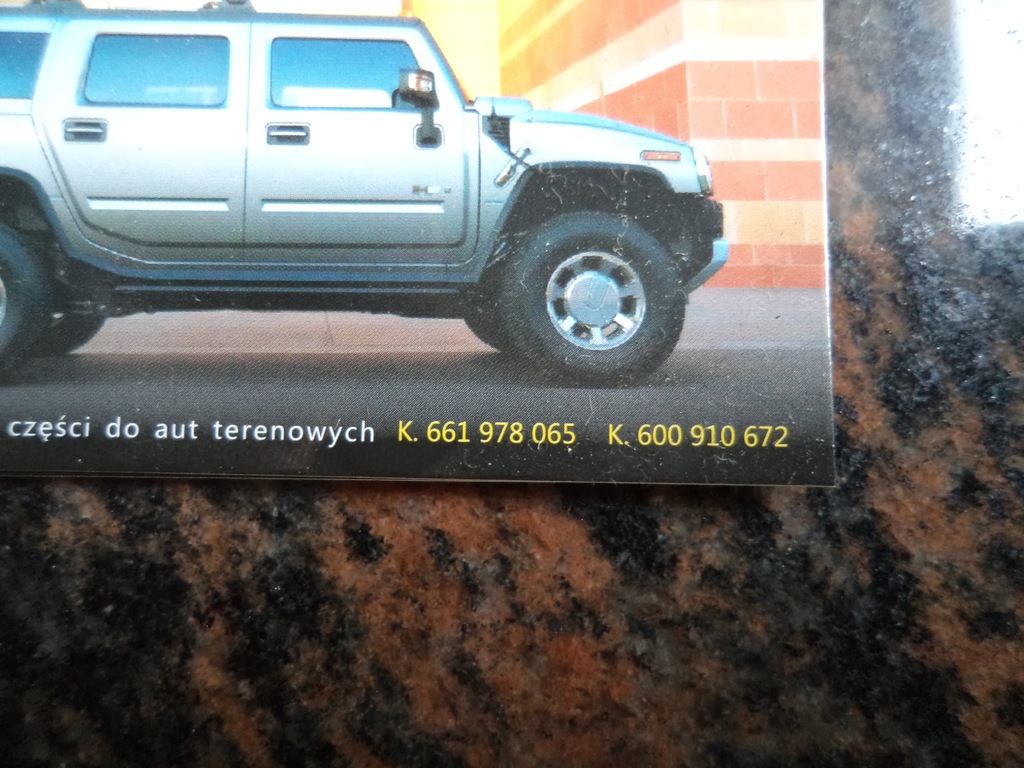 części do aut terenowych K. 661 978 065 K. 600 910 672